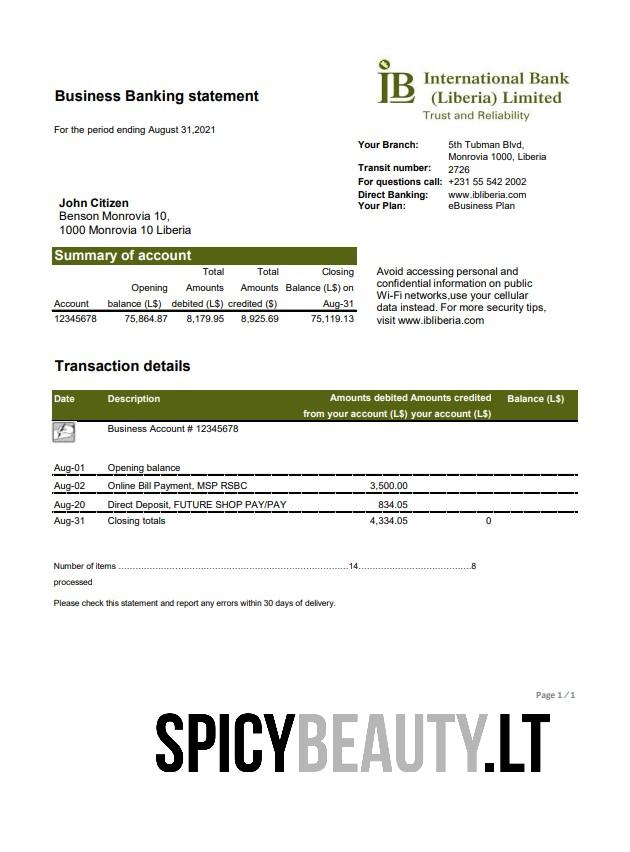 iB International Bank
(Liberia) Limited
Trust and Reliability
Business Banking statement
For the period ending August 31,2021
Your Branch: 5th Tubman Blvd,
Monrovia 1000, Liberia
Transit number: 2726
For questions call: +231 55 542 2002
Direct Banking: www.ibliberia.com
Your Plan: eBusiness Plan
John Citizen
Benson Monrovia 10,
1000 Monrovia 10 Liberia
Summary of account
Total Total Closing
Opening Amounts Amounts Balance (L$) on
Account balance (L$) debited (L$) credited ($) Aug-31
12345678 75,864.87 8,179.95 8,925.69 75,119.13
Avoid accessing personal and
confidential information on public
Wi-Fi networks,use your cellular
data instead. For more security tips,
visit www.ibliberia.com
Transaction details
Date Description Amounts debited Amounts credited Balance (L$)
from your account (L$) your account (L$)
Business Account # 12345678
Aug-01 Opening balance
Aug-02 Online Bill Payment, MSP RSBC 3,500.00
Aug-20 Direct Deposit, FUTURE SHOP PAY/PAY 834.05
Aug-31 Closing totals 4,334.05 0
Number of items ...............................................................................14.........................................8
processed
Please check this statement and report any errors within 30 days of delivery.
Page 1 / 1
SPICYBEAUTY.LT